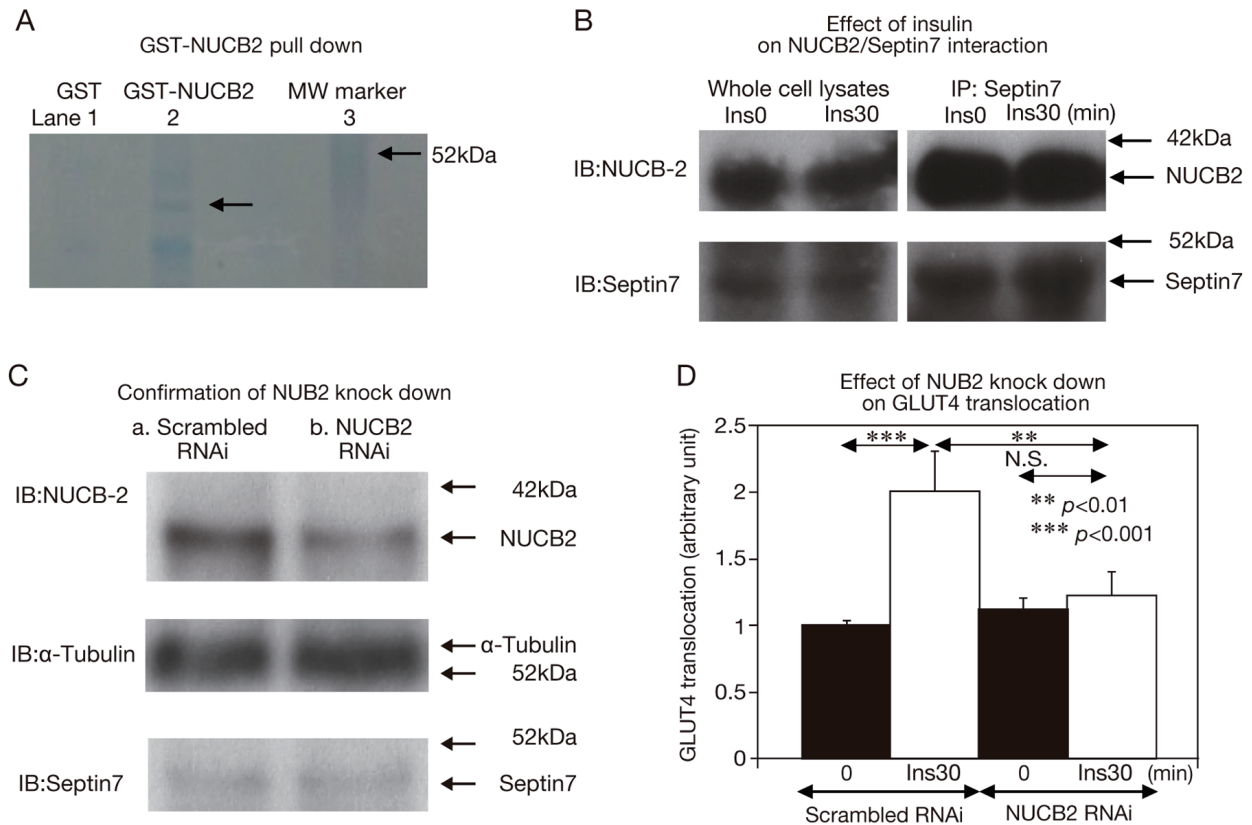 A
GST-NUCB2 pull down
GST GST-NUCB2 MW marker
Lane 1 2 3
52kDa
B
Effect of insulin
on NUCB2/Septin7 interaction
Whole cell lysates IP: Septin7
Ins0 Ins30 Ins0 Ins30 (min)
42kDa
IB:NUCB-2 NUCB2
52kDa
IB:Septin7 Septin7
C
Confirmation of NUB2 knock down
a. Scrambled RNAi
b. NUCB2 RNAi
IB:NUCB-2 42kDa
NUCB2
IB:α-Tubulin α-Tubulin
52kDa
52kDa
IB:Septin7 Septin7
D
Effect of NUB2 knock down
on GLUT4 translocation
GLUT4 translocation (arbitrary unit)
2.5
2
1.5
1
0.5
0
*** **
N.S.
** p<0.01
*** p<0.001
0 Ins30 0 Ins30 (min)
Scrambled RNAi NUCB2 RNAi